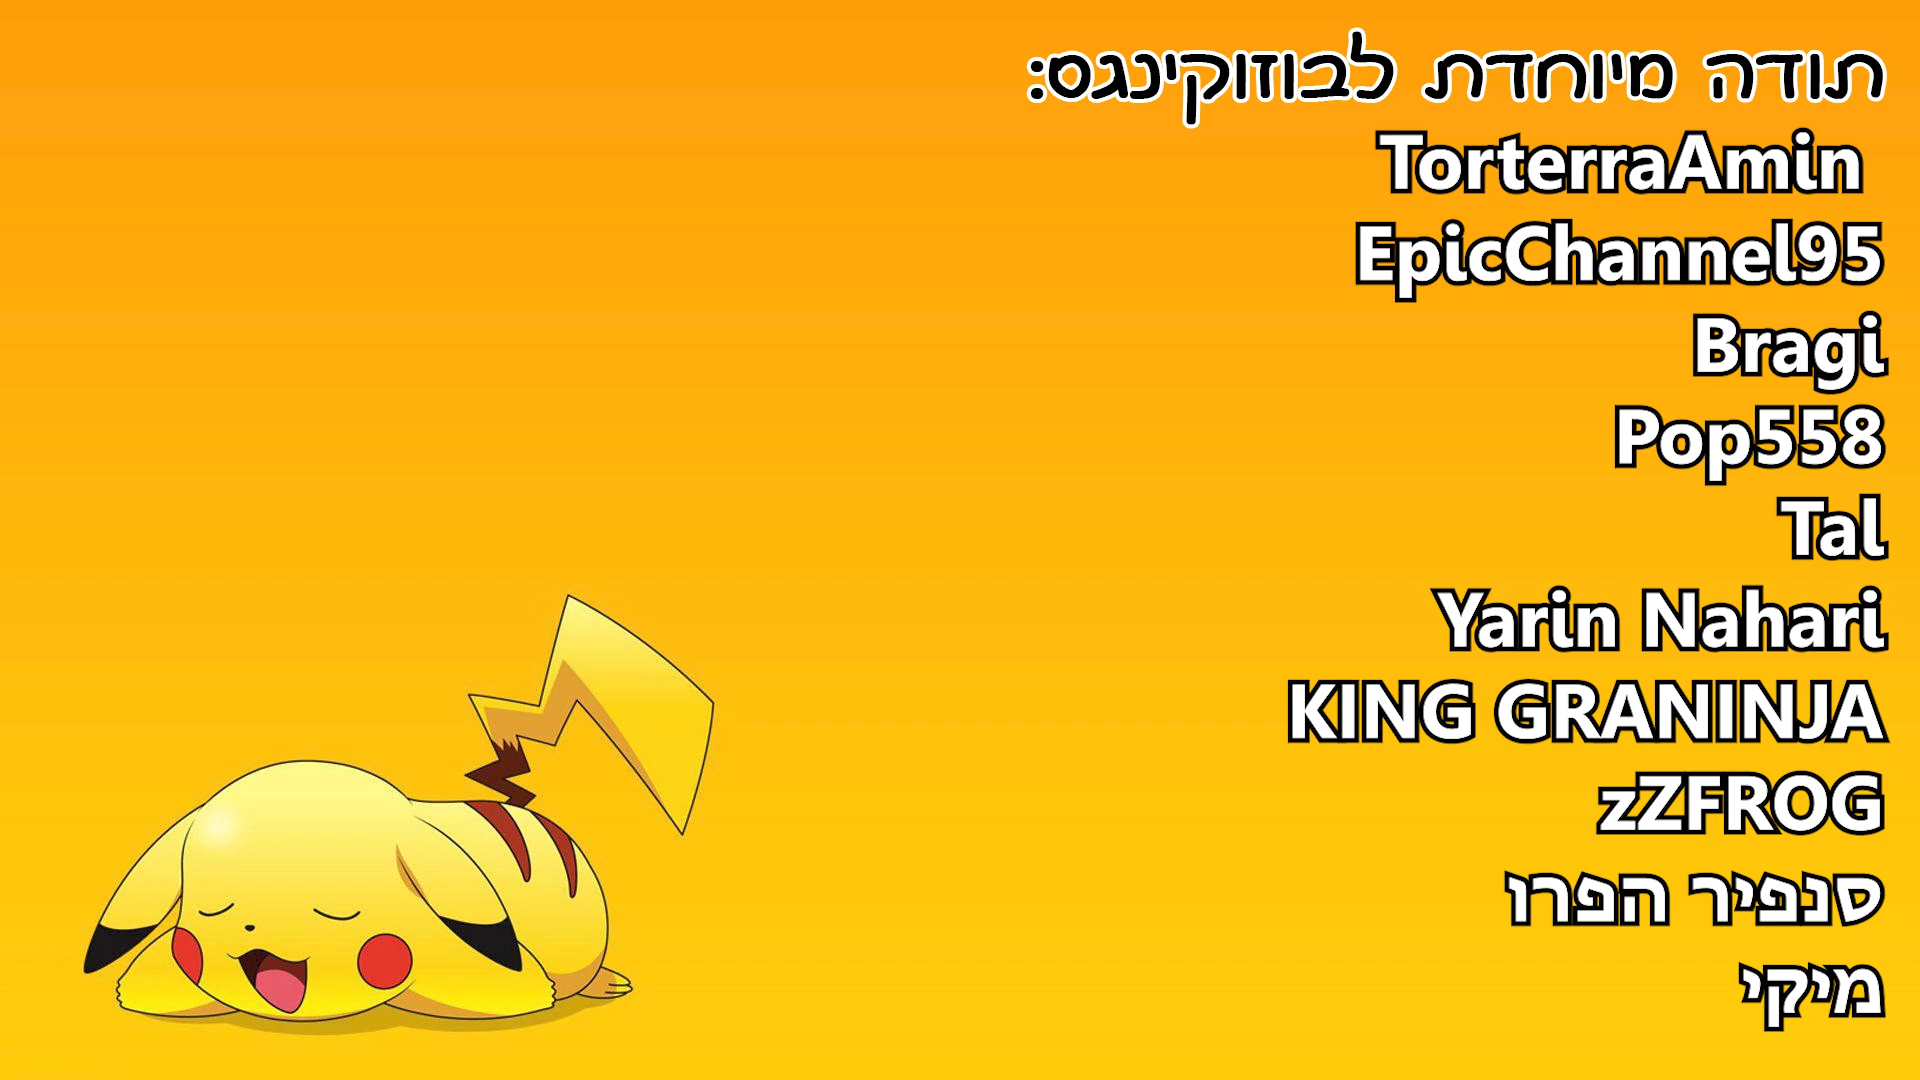 תודה מיוחדת לבוזוקינגס:
TorterraAmin
EpicChannel95
Bragi
Pop558
Tal
Yarin Nahari
KING GRANINJA
zZFROG
סנפיר הפרו
מיקי